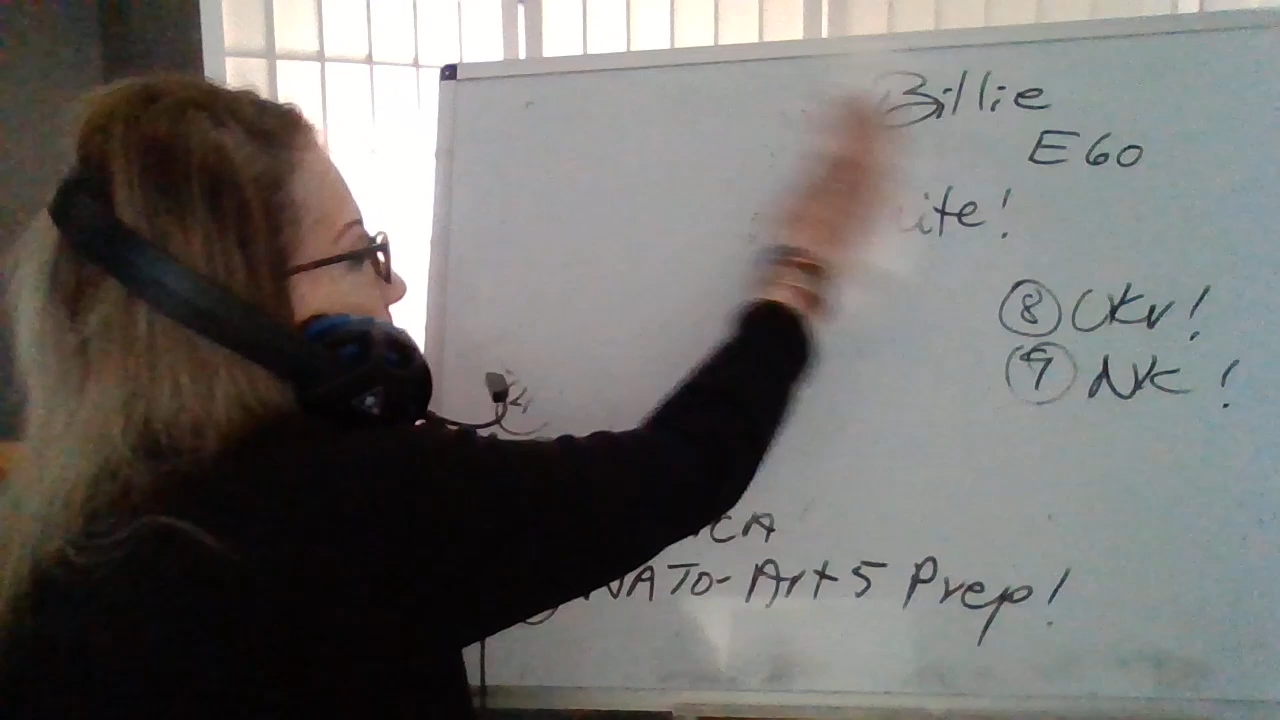 Billie
E60
ite!
⑧ Ukr!
⑨ NK!
CA
NATO-Art 5 Prep!